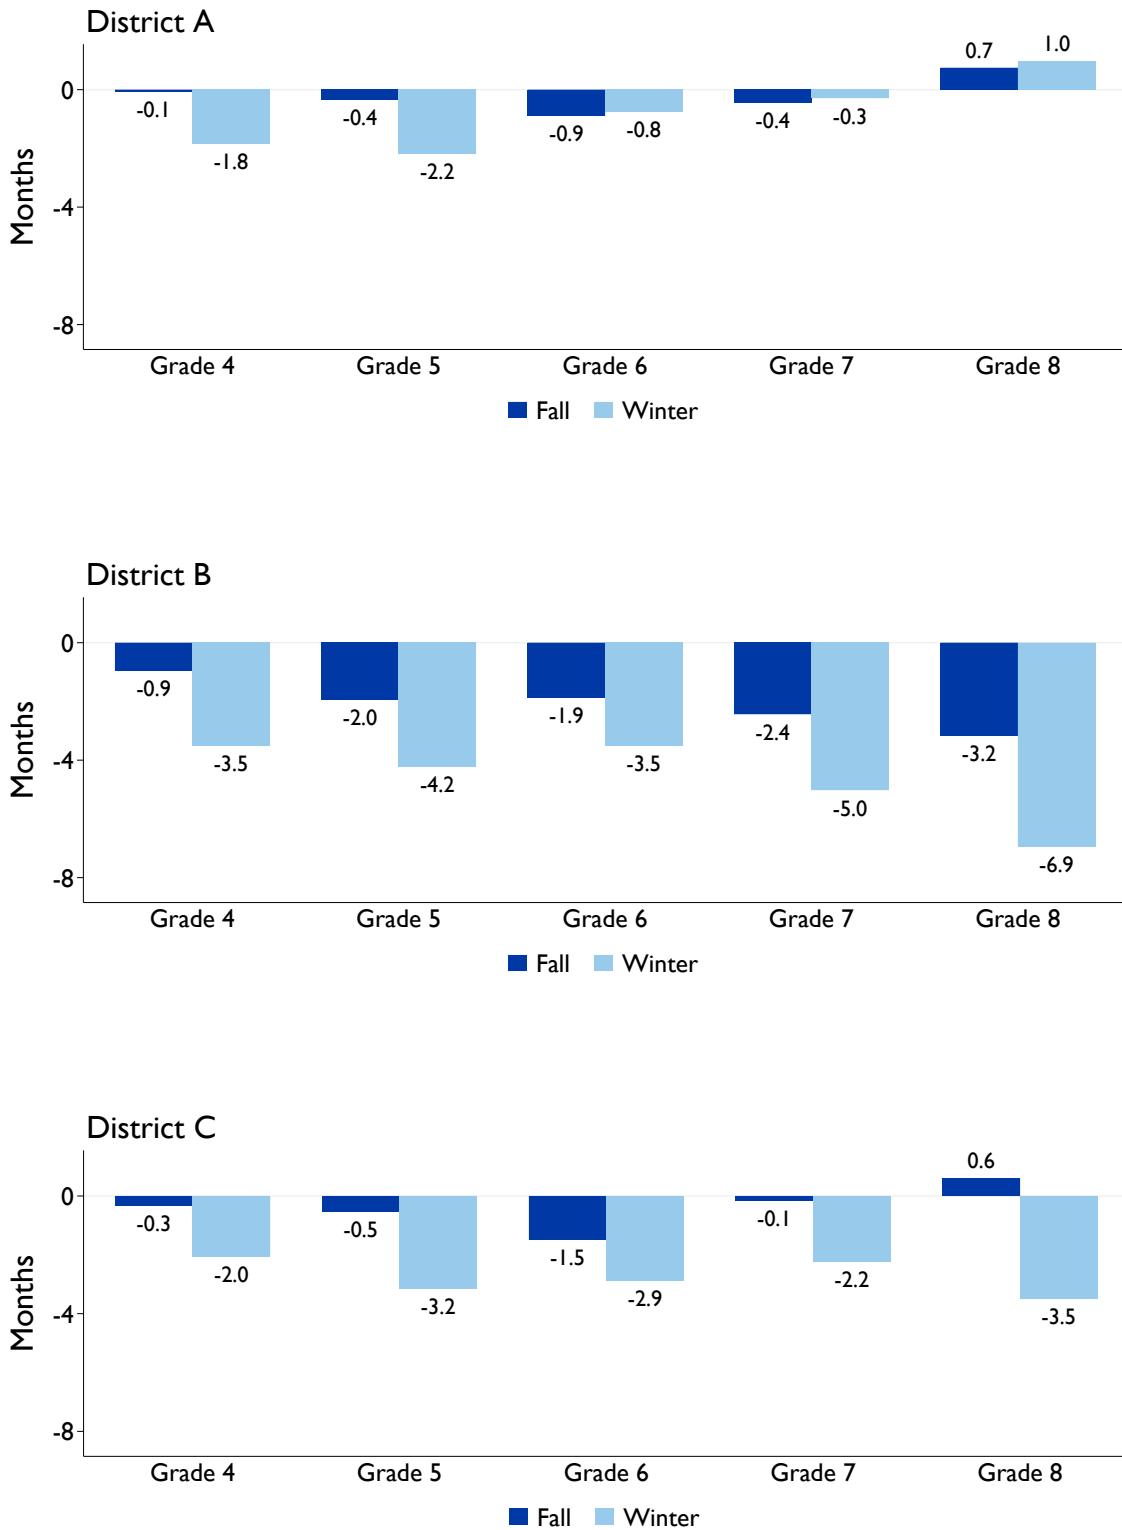 District A
0.7 1.0
0
-0.1 -0.4 -0.9 -0.8 -0.4 -0.3
-1.8 -2.2
Months
-4
-8
Grade 4 Grade 5 Grade 6 Grade 7 Grade 8
Fall Winter
District B
0
-0.9 -2.0 -1.9 -2.4 -3.2
Months
-4
-3.5 -4.2 -3.5 -5.0 -6.9
-8
Grade 4 Grade 5 Grade 6 Grade 7 Grade 8
Fall Winter
District C
0.6
0
-0.3 -0.5 -1.5 -0.1
-2.0 -3.2 -2.9 -2.2 -3.5
Months
-4
-8
Grade 4 Grade 5 Grade 6 Grade 7 Grade 8
Fall Winter